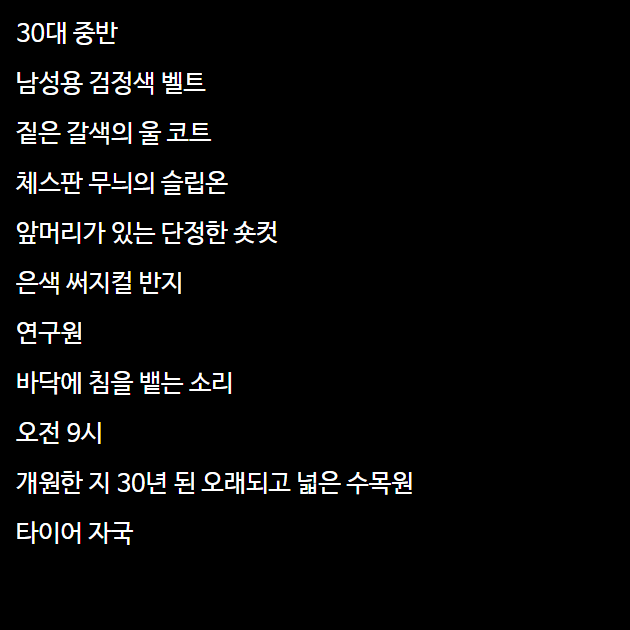 30대 중반
남성용 검정색 벨트
짙은 갈색의 울 코트
체스판 무늬의 슬립온
앞머리가 있는 단정한 숏컷
은색 써지컬 반지
연구원
바닥에 침을 뱉는 소리
오전 9시
개원한 지 30년 된 오래되고 넓은 수목원
타이어 자국